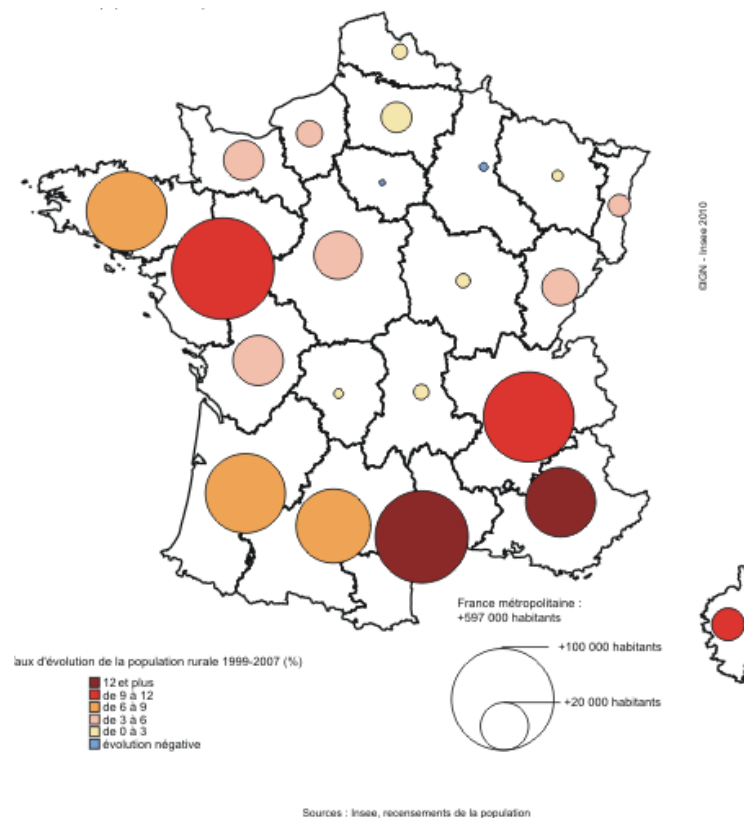 ©IGN - Insee 2010
France métropolitaine :
+597 000 habitants
+100 000 habitants
+20 000 habitants
aux d'évolution de la population rurale 1999-2007 (%)
12 et plus
de 9 à 12
de 6 à 9
de 3 à 6
de 0 à 3
évolution négative
Sources : Insee, recensements de la population